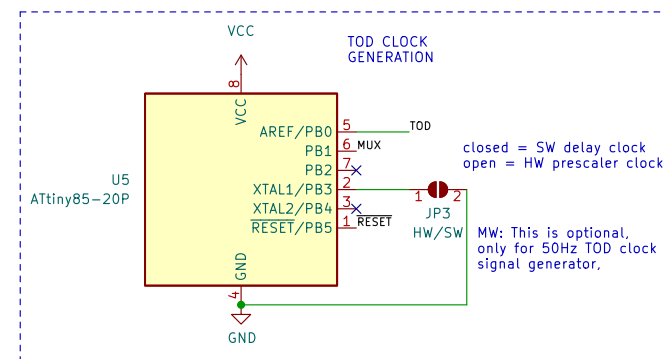 VCC
TOD CLOCK
GENERATION
8
VCC
AREF/PB0
5
TOD
PB1
6
MUX
closed = SW delay clock
open = HW prescaler clock
PB2
7
U5
ATtiny85-20P
XTAL1/PB3
2
1
2
XTAL2/PB4
3
JP3
HW/SW
RESET/PB5
1
RESET
MW: This is optional,
only for 50Hz TOD clock
signal generator,
GND
4
GND